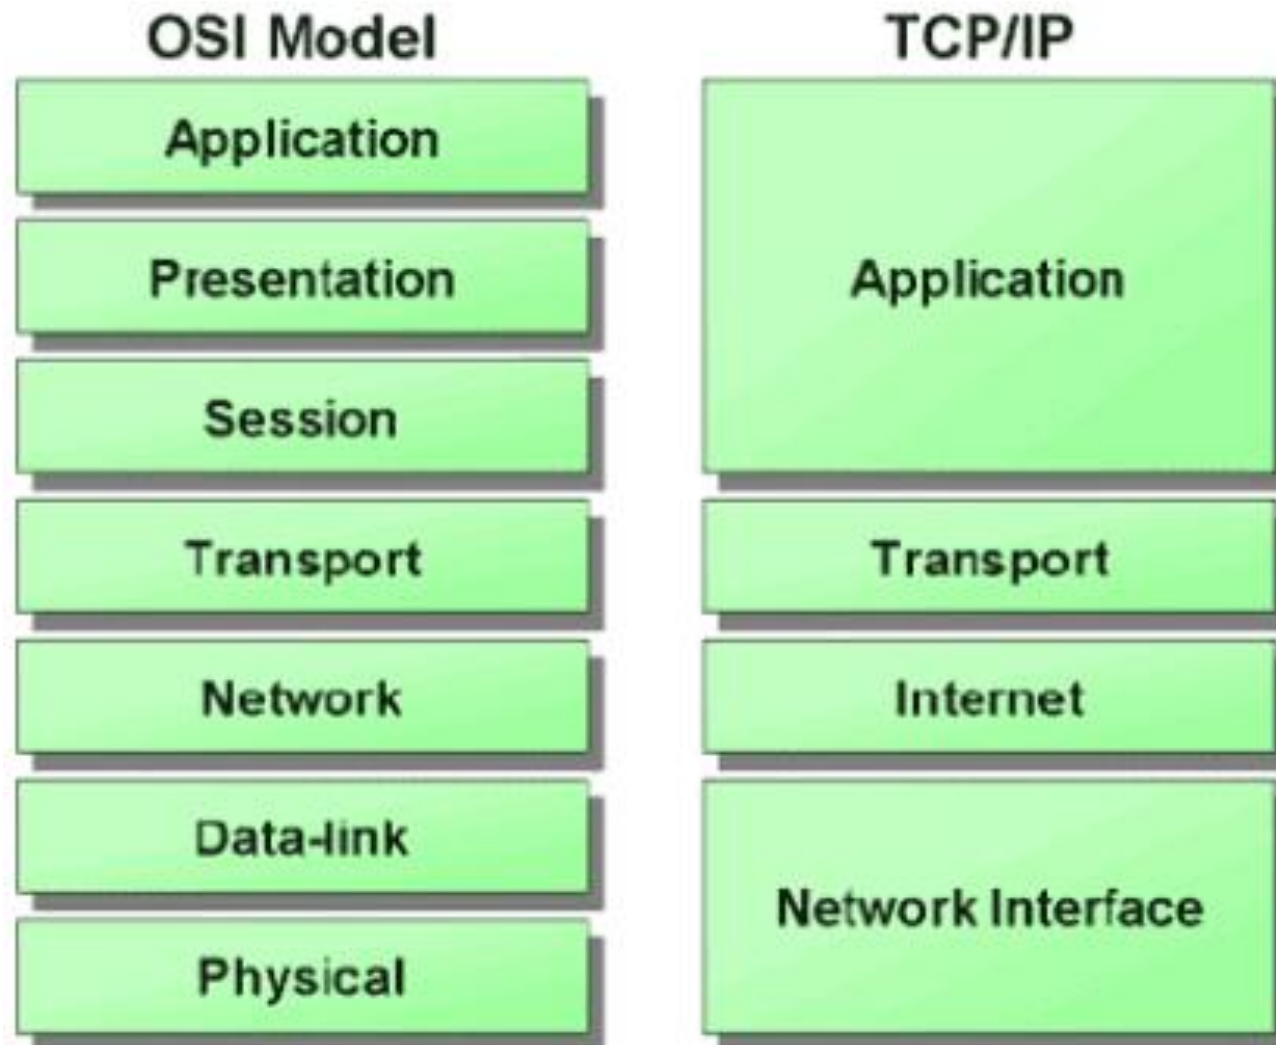 OSI Model
Application
Presentation
Session
Transport
Network
Data-link
Physical
TCP/IP
Application
Transport
Internet
Network Interface